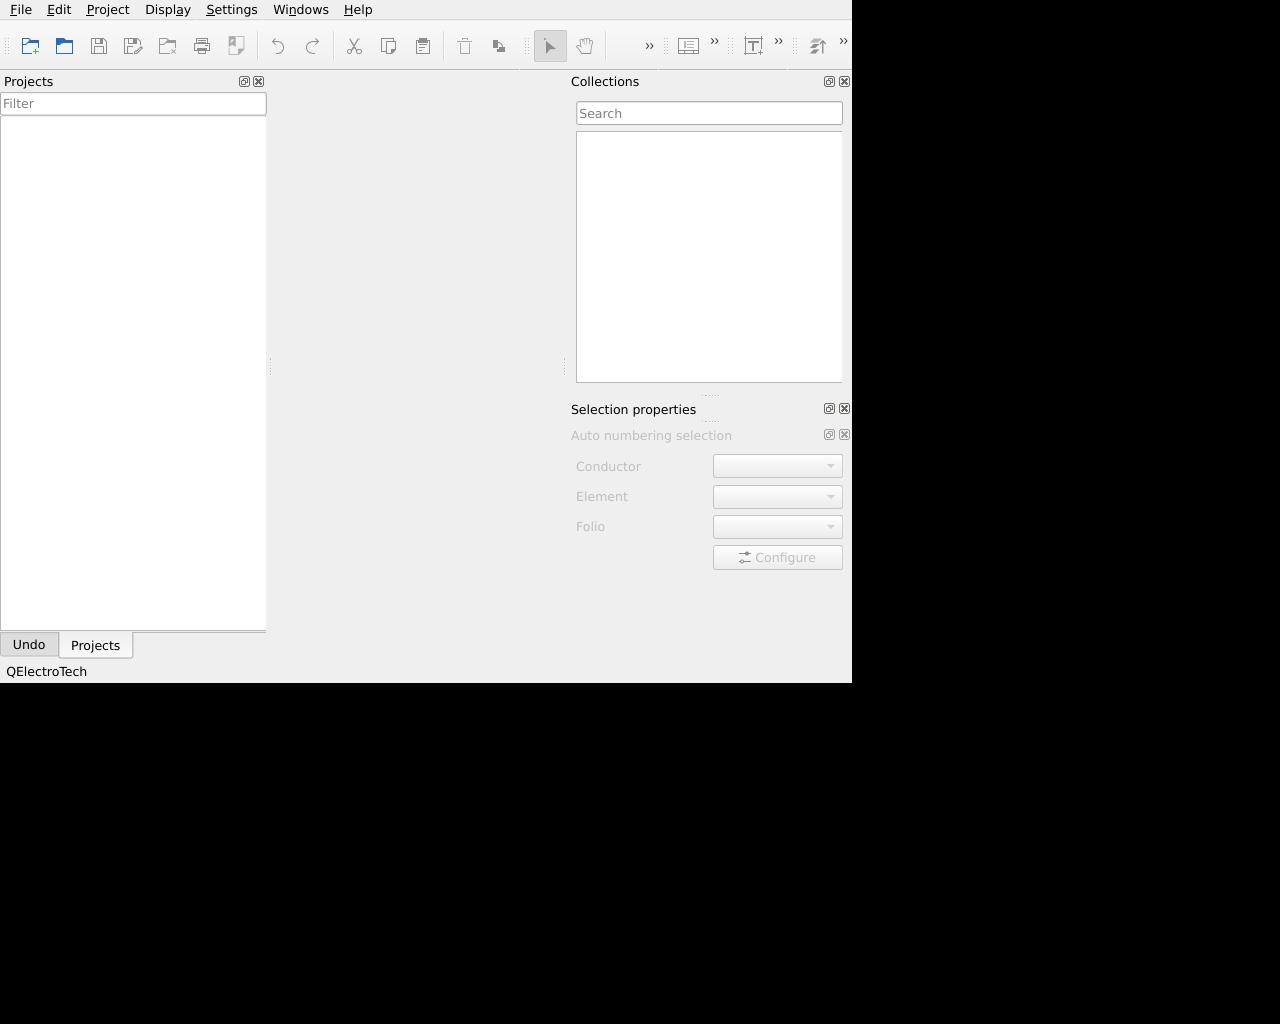 File Edit Project Display Settings Windows Help
Projects
Filter
Collections
Search
Selection properties
Auto numbering selection
Conductor
Element
Folio
Configure
Undo Projects
QElectroTech